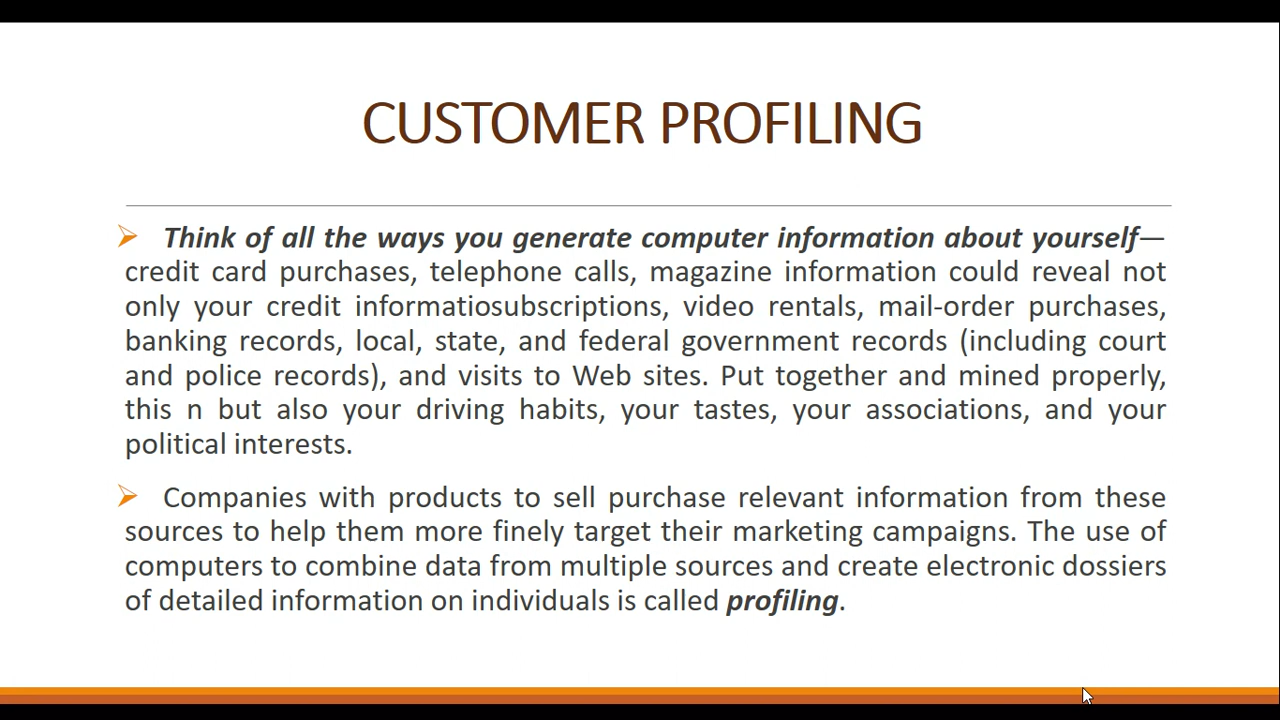 CUSTOMER PROFILING
Think of all the ways you generate computer information about yourself—
credit card purchases, telephone calls, magazine information could reveal not
only your credit informatiosubscriptions, video rentals, mail-order purchases,
banking records, local, state, and federal government records (including court
and police records), and visits to Web sites. Put together and mined properly,
this n but also your driving habits, your tastes, your associations, and your
political interests.
Companies with products to sell purchase relevant information from these
sources to help them more finely target their marketing campaigns. The use of
computers to combine data from multiple sources and create electronic dossiers
of detailed information on individuals is called profiling.